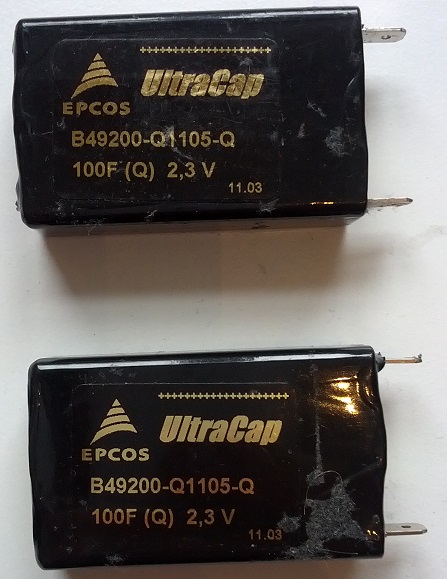 UltraCap
EPCOS
B49200-Q1105-Q
100F (Q) 2,3 V
11.03
UltraCap
EPCOS
B49200-Q1105-Q
100F (Q) 2,3 V
11.03